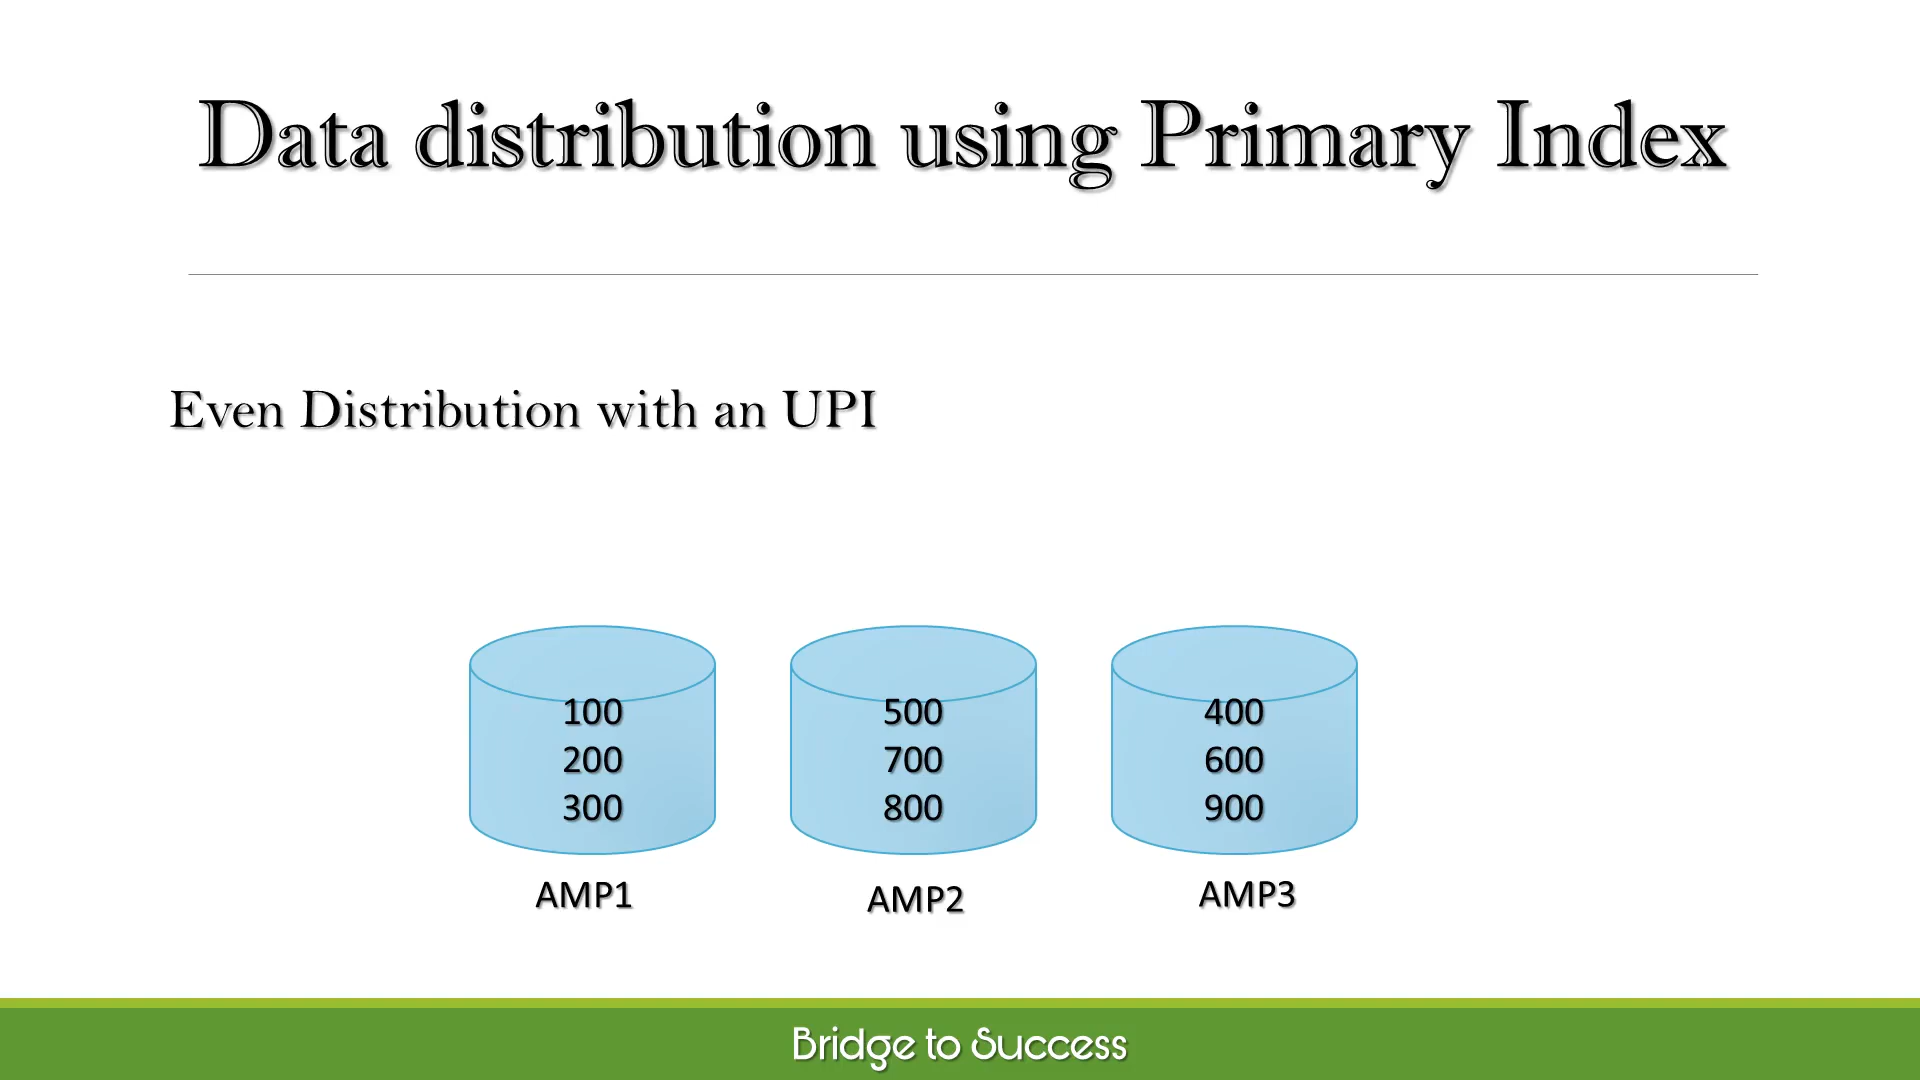 Data distribution using Primary Index
Even Distribution with an UPI
100
200
300
500
700
800
400
600
900
AMP1
AMP2
AMP3
Bridge to Success